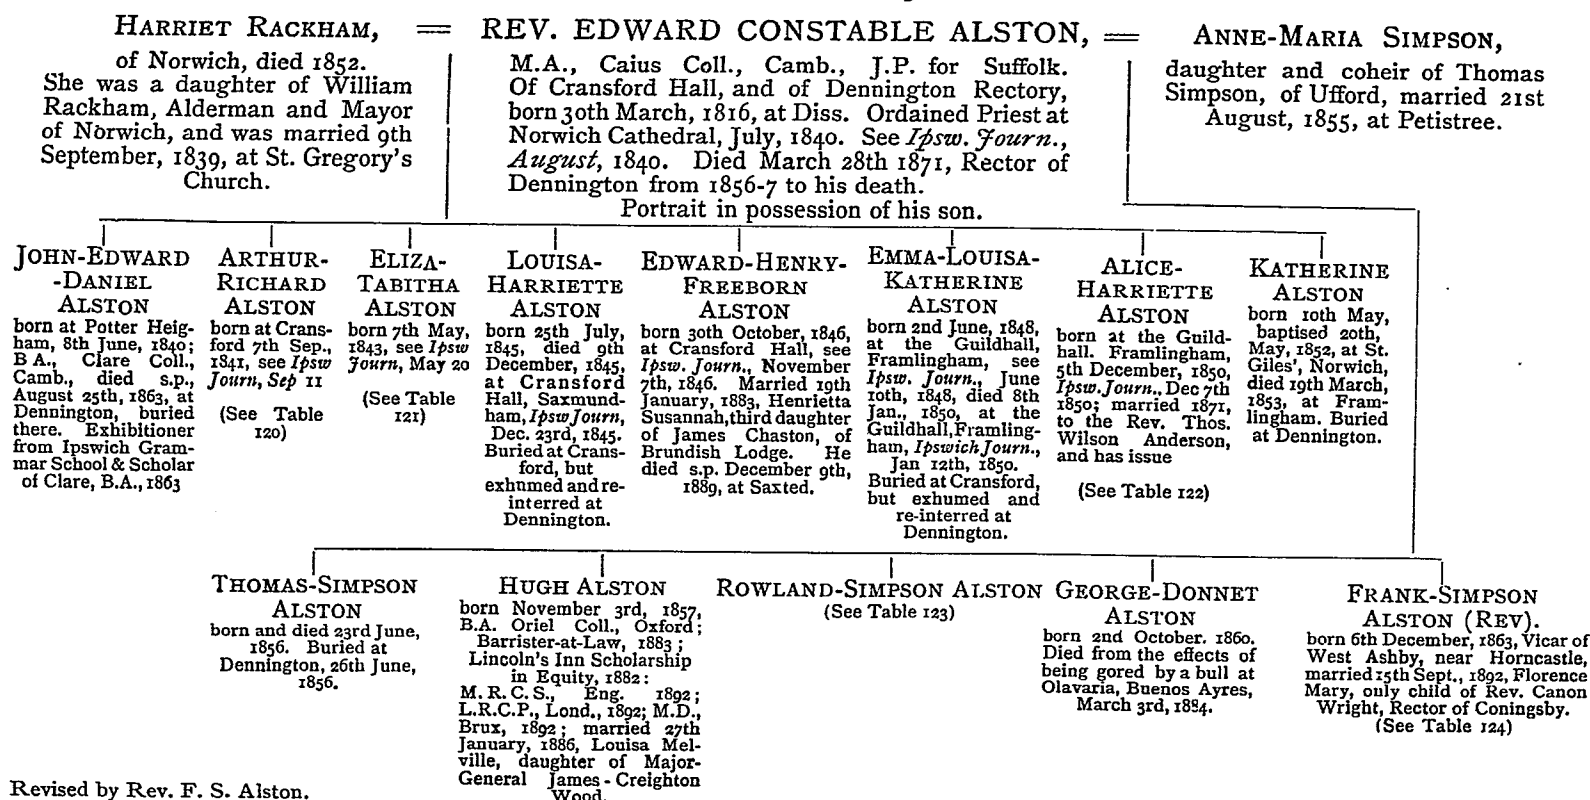 HARRIET RACKHAM,
of Norwich, died 1852.
She was a daughter of William
Rackham, Alderman and Mayor
of Norwich, and was married 9th
September, 1839, at St. Gregory's
Church.
=
REV. EDWARD CONSTABLE ALSTON,
M.A., Caius Coll., Camb., J.P. for Suffolk.
Of Cransford Hall, and of Dennington Rectory,
born 30th March, 1816, at Diss. Ordained Priest at
Norwich Cathedral, July, 1840. See Ipsw. Journ.,
August, 1840. Died March 28th 1871, Rector of
Dennington from 1856-7 to his death.
Portrait in possession of his son.
=
ANNE-MARIA SIMPSON,
daughter and coheir of Thomas
Simpson, of Ufford, married 21st
August, 1855, at Petistree.
JOHN-EDWARD
-DANIEL
ALSTON
born at Potter Heig-
ham, 8th June, 1840;
B A., Clare Coll.,
Camb., died s.p.,
August 25th, 1863, at
Dennington, buried
there. Exhibitioner
from Ipswich Gram-
mar School & Scholar
of Clare, B.A., 1863
ARTHUR-
RICHARD
ALSTON
born at Crans-
ford 7th Sep.,
1841, see Ipsw
Journ, Sep 11
(See Table
120)
ELIZA-
TABITHA
ALSTON
born 7th May,
1843, see Ipsw
Journ, May 20
(See Table
121)
LOUISA-
HARRIETTE
ALSTON
born 25th July,
1845, died 9th
December, 1845,
at Cransford
Hall, Saxmund-
ham, Ipsw Journ,
Dec. 23rd, 1845.
Buried at Crans-
ford, but
exhumed and re-
interred at
Dennington.
EDWARD-HENRY-
FREEBORN
ALSTON
born 30th October, 1846,
at Cransford Hall, see
Ipsw. Journ., November
7th, 1846. Married 19th
January, 1883, Henrietta
Susannah, third daughter
of James Chaston, of
Brundish Lodge. He
died s.p. December 9th,
1889, at Saxted.
EMMA-LOUISA-
KATHERINE
ALSTON
born 2nd June, 1848,
at the Guildhall,
Framlingham, see
Ipsw. Journ., June
10th, 1848, died 8th
Jan., 1850, at the
Guildhall, Framling-
ham, Ipswich Journ.,
Jan 12th, 1850.
Buried at Cransford,
but exhumed and
re-interred at
Dennington.
ALICE-
HARRIETTE
ALSTON
born at the Guild-
hall. Framlingham,
5th December, 1850,
Ipsw. Journ., Dec 7th
1850; married 1871,
to the Rev. Thos.
Wilson Anderson,
and has issue
(See Table 122)
KATHERINE
ALSTON
born 10th May,
baptised 20th,
May, 1852, at St.
Giles', Norwich,
died 19th March,
1853, at Fram-
lingham. Buried
at Dennington.
THOMAS-SIMPSON
ALSTON
born and died 23rd June,
1856. Buried at
Dennington, 26th June,
1856.
HUGH ALSTON
born November 3rd, 1857,
B.A. Oriel Coll., Oxford;
Barrister-at-Law, 1883;
Lincoln's Inn Scholarship
in Equity, 1882:
M.R.C.S., Eng. 1892;
L.R.C.P., Lond., 1892; M.D.,
Brux, 1892; married 27th
January, 1886, Louisa Mel-
ville, daughter of Major-
General James-Creighton
Wood.
ROWLAND-SIMPSON ALSTON
(See Table 123)
GEORGE-DONNET
ALSTON
born 2nd October. 1860.
Died from the effects of
being gored by a bull at
Olavaria, Buenos Ayres,
March 3rd, 1884.
FRANK-SIMPSON
ALSTON (REV).
born 6th December, 1863, Vicar of
West Ashby, near Horncastle,
married 15th Sept., 1892, Florence
Mary, only child of Rev. Canon
Wright, Rector of Coningsby.
(See Table 124)
Revised by Rev. F. S. Alston.